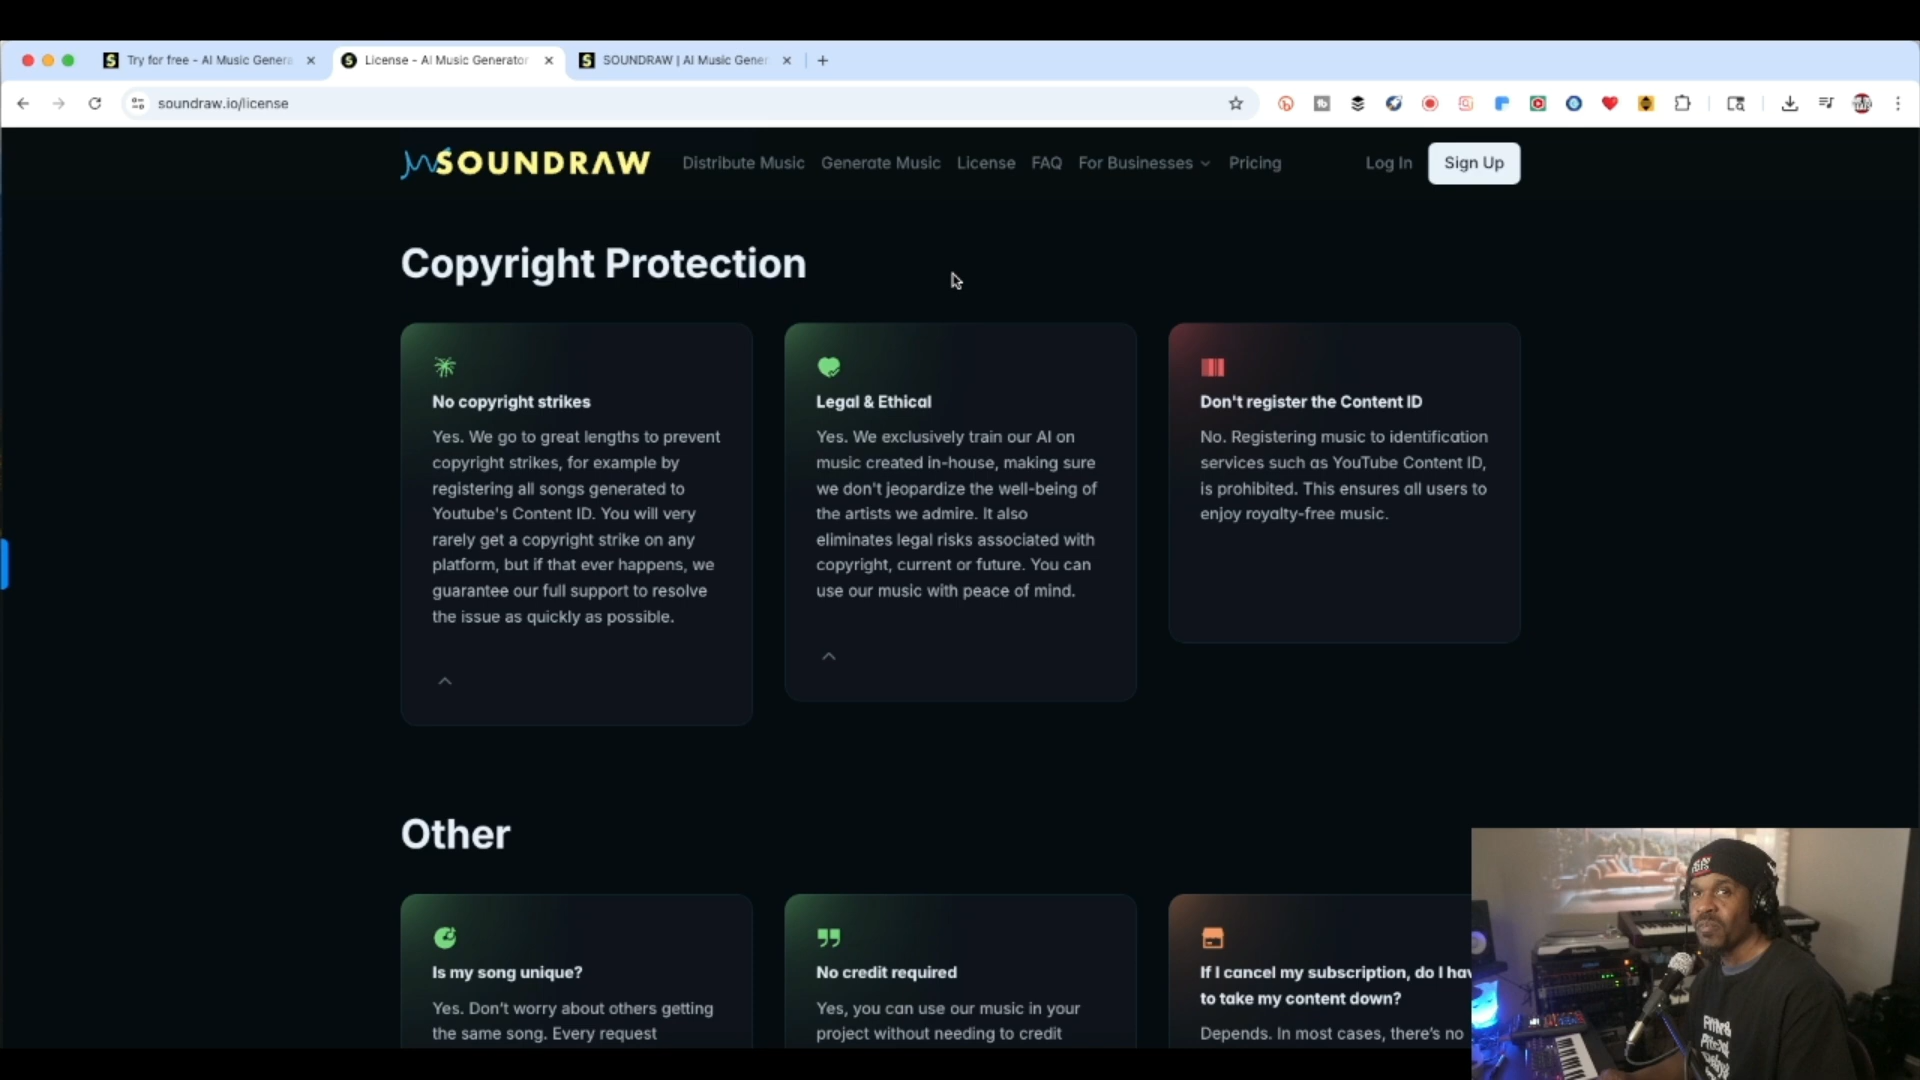 Try for free - AI Music Genera
License - AI Music Generator
SOUNDRAW | AI Music Gener
soundraw.io/license
SOUNDRAW
Distribute Music
Generate Music
License
FAQ
For Businesses
Pricing
Log In
Sign Up
Copyright Protection
No copyright strikes
Yes. We go to great lengths to prevent
copyright strikes, for example by
registering all songs generated to
Youtube's Content ID. You will very
rarely get a copyright strike on any
platform, but if that ever happens, we
guarantee our full support to resolve
the issue as quickly as possible.
Legal & Ethical
Yes. We exclusively train our AI on
music created in-house, making sure
we don't jeopardize the well-being of
the artists we admire. It also
eliminates legal risks associated with
copyright, current or future. You can
use our music with peace of mind.
Don't register the Content ID
No. Registering music to identification
services such as YouTube Content ID,
is prohibited. This ensures all users to
enjoy royalty-free music.
Other
Is my song unique?
Yes. Don't worry about others getting
the same song. Every request
No credit required
Yes, you can use our music in your
project without needing to credit
If I cancel my subscription, do I hav
to take my content down?
Depends. In most cases, there's no